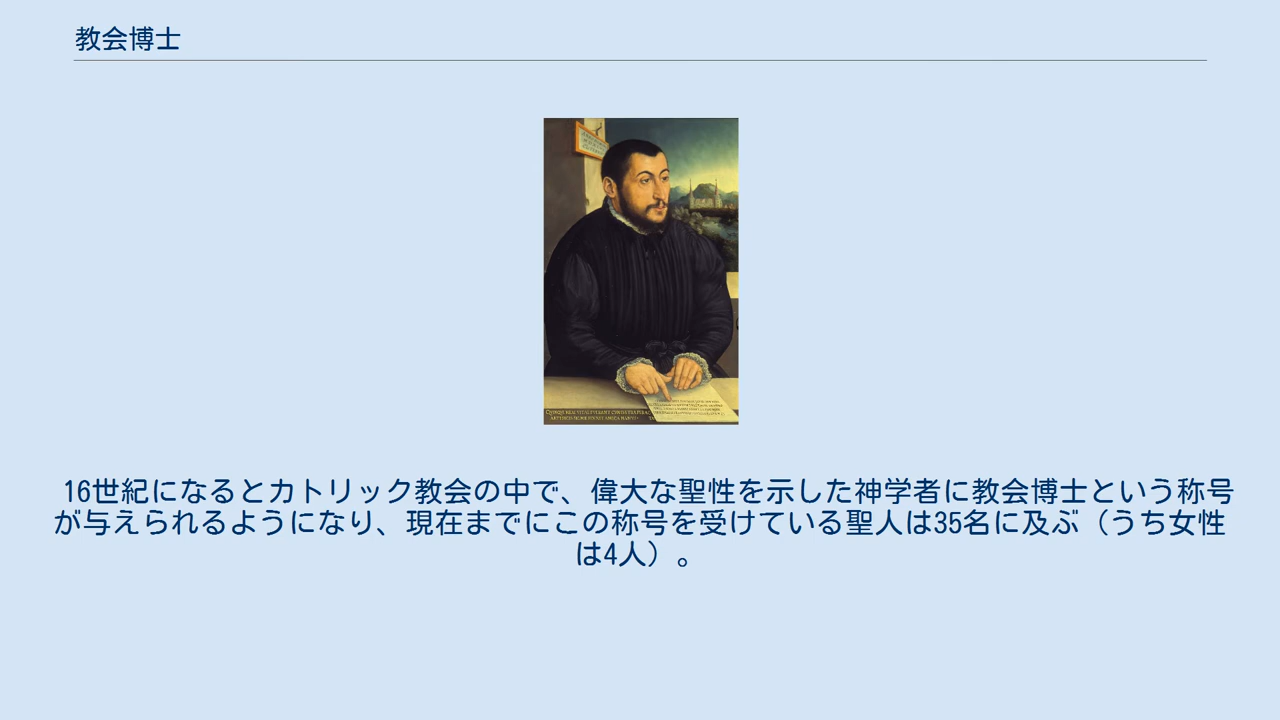 教会博士
16世紀になるとカトリック教会の中で、偉大な聖性を示した神学者に教会博士という称号
が与えられるようになり、現在までにこの称号を受けている聖人は35名に及ぶ（うち女性
は4人）。